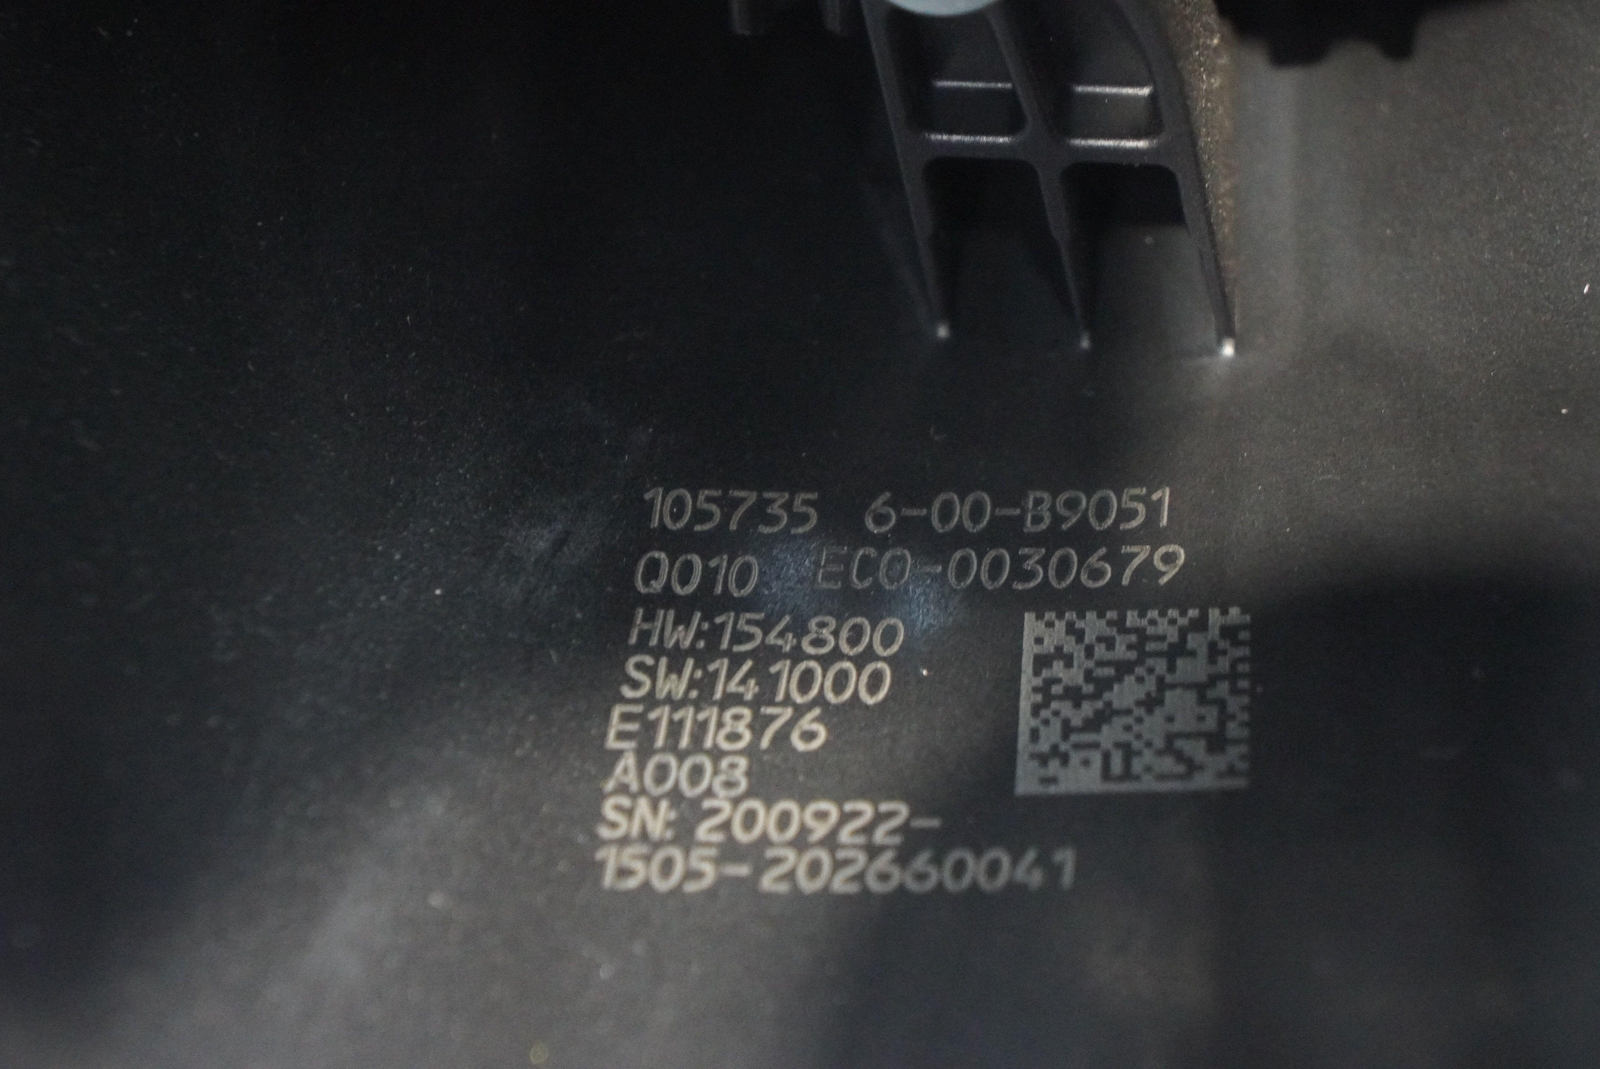 105735 6-00-B9051
Q010 ECO-0030679
HW:154800
SW:141000
E111876
A008
SN: 200922-
1505-202660041